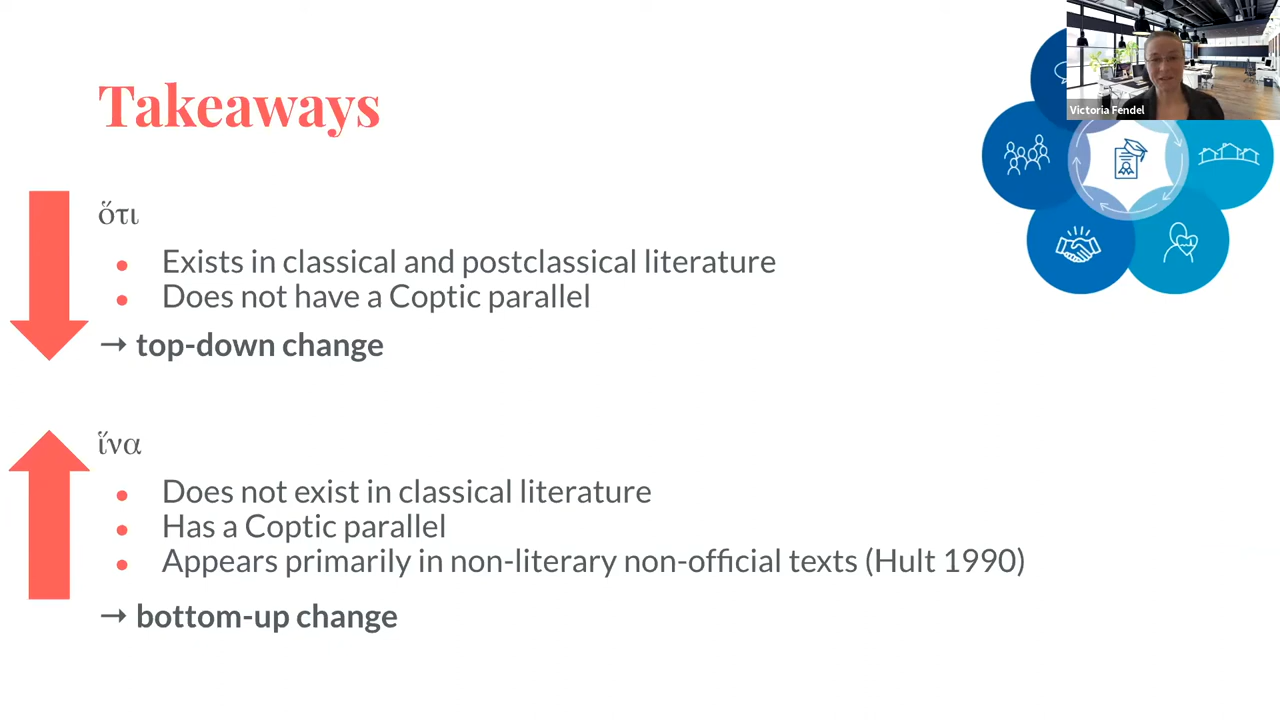 Victoria Fendel
Takeaways
ὅτι
• Exists in classical and postclassical literature
• Does not have a Coptic parallel
→ top-down change
ἵνα
• Does not exist in classical literature
• Has a Coptic parallel
• Appears primarily in non-literary non-official texts (Hult 1990)
→ bottom-up change